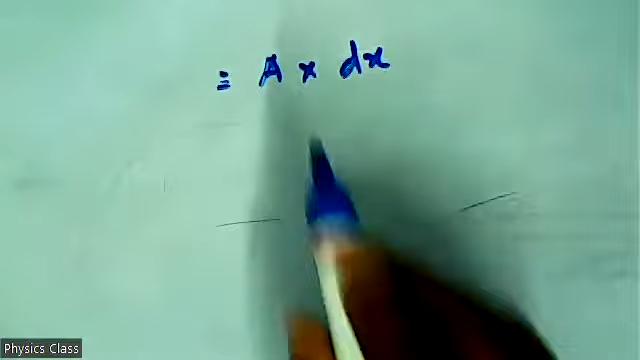 = A x dx
Physics Class